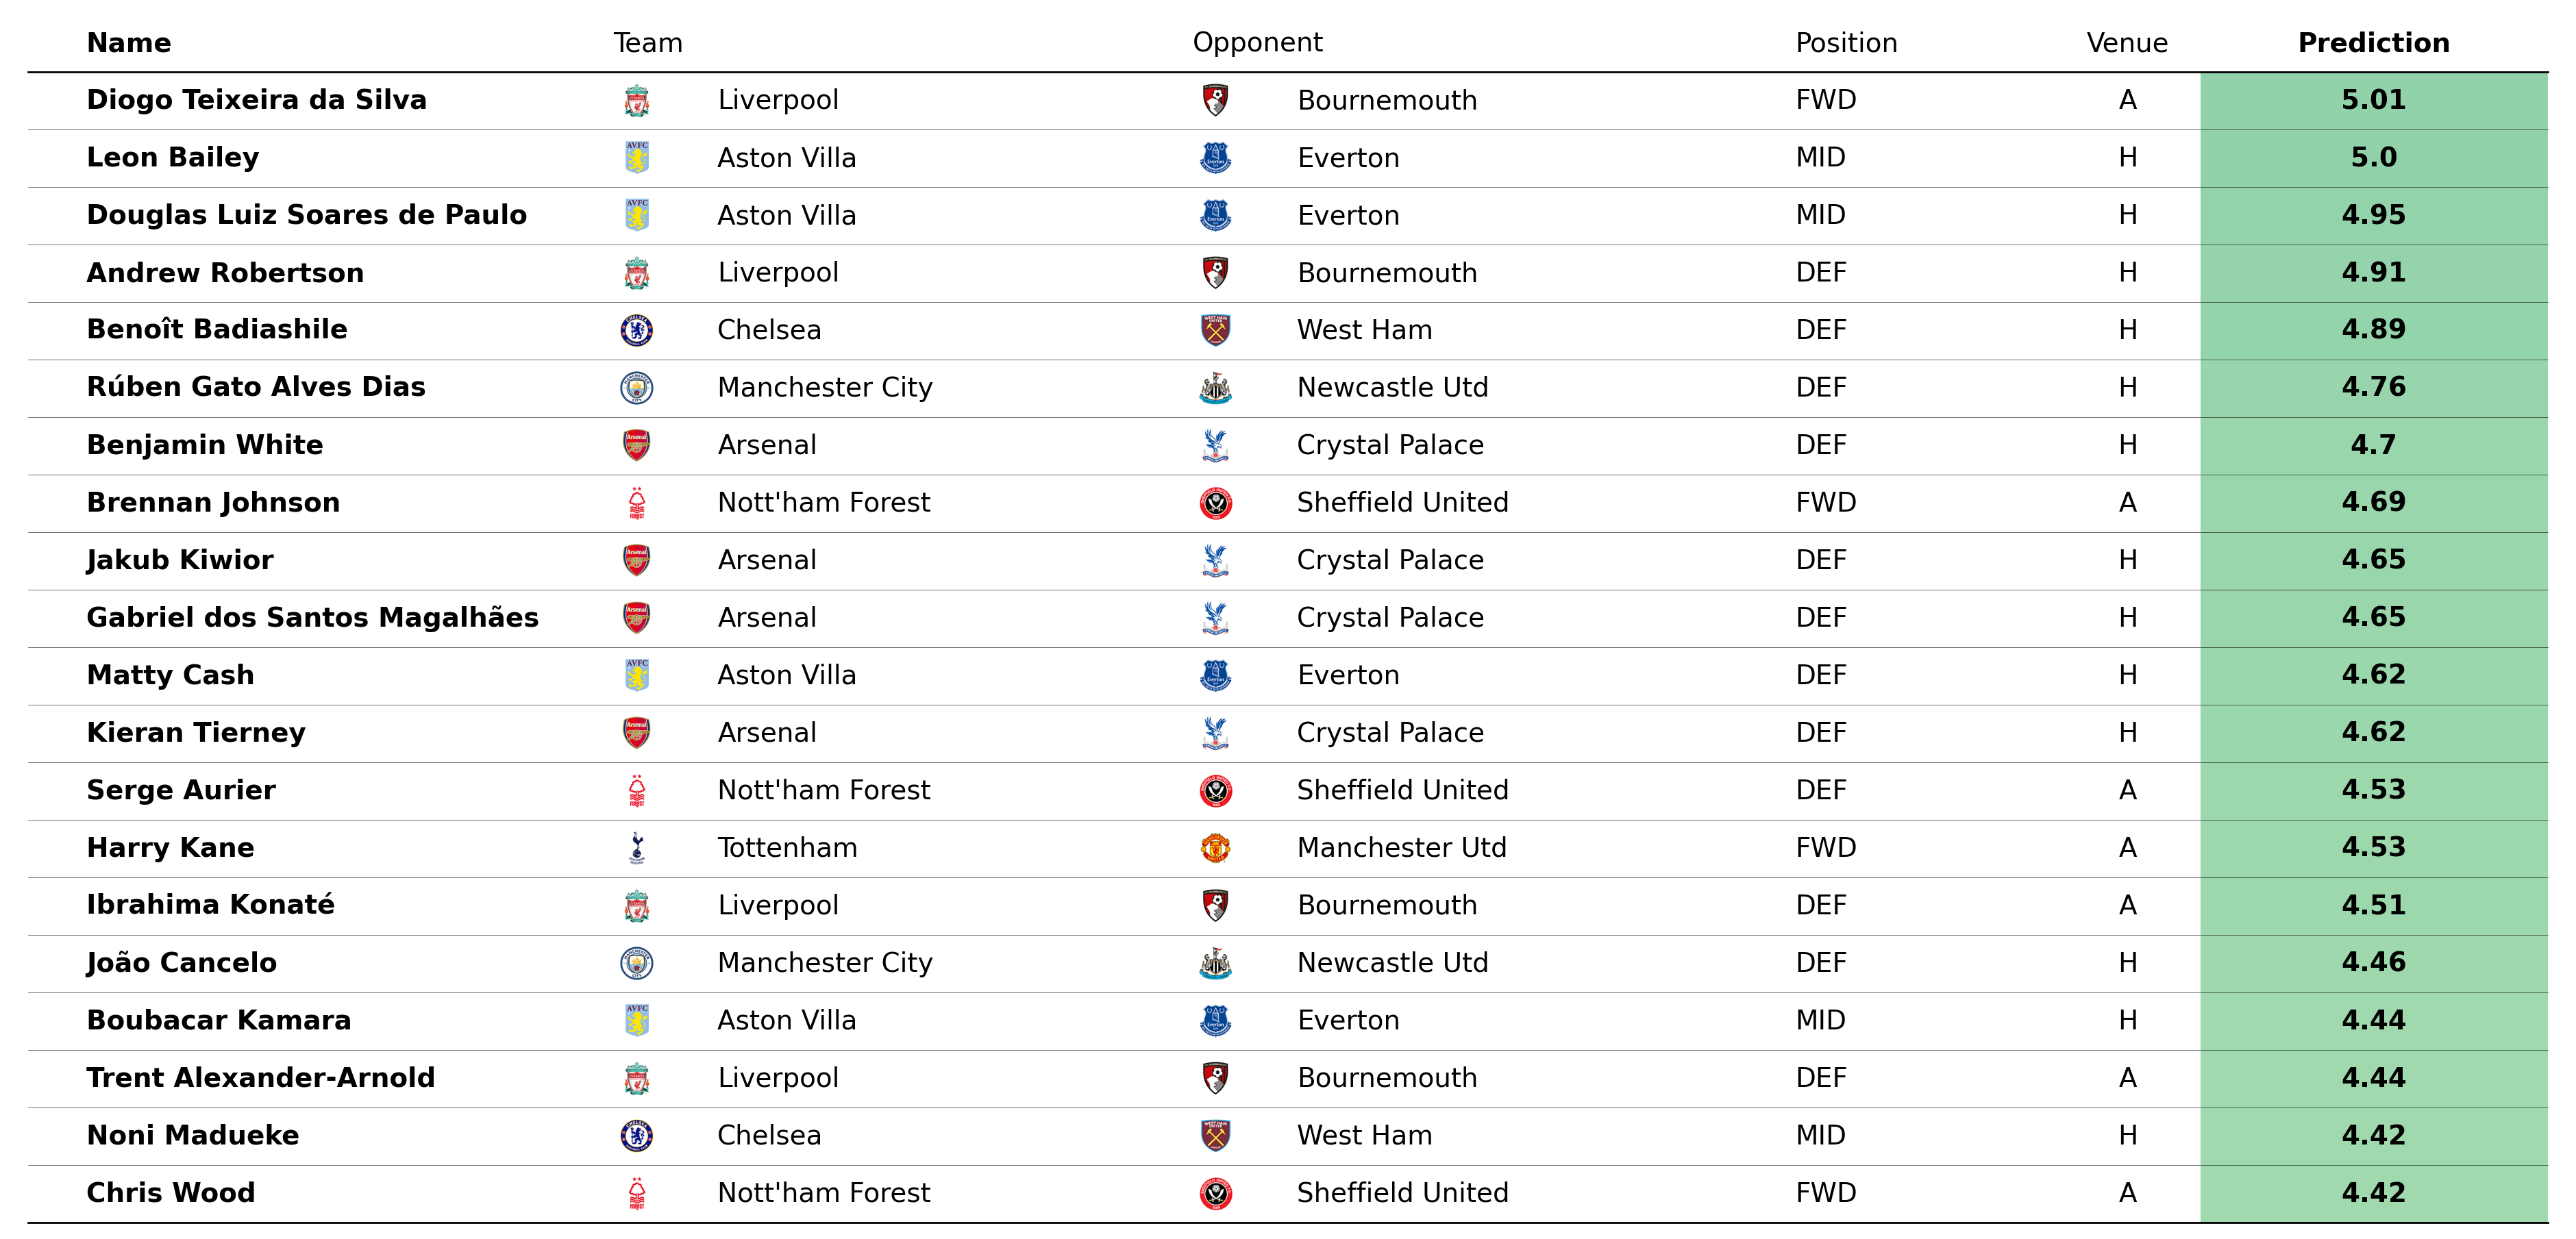 Name Team Opponent Position Venue Prediction
Diogo Teixeira da Silva Liverpool Bournemouth FWD A 5.01
Leon Bailey Aston Villa Everton MID H 5.0
Douglas Luiz Soares de Paulo Aston Villa Everton MID H 4.95
Andrew Robertson Liverpool Bournemouth DEF H 4.91
Benoît Badiashile Chelsea West Ham DEF H 4.89
Rúben Gato Alves Dias Manchester City Newcastle Utd DEF H 4.76
Benjamin White Arsenal Crystal Palace DEF H 4.7
Brennan Johnson Nott'ham Forest Sheffield United FWD A 4.69
Jakub Kiwior Arsenal Crystal Palace DEF H 4.65
Gabriel dos Santos Magalhães Arsenal Crystal Palace DEF H 4.65
Matty Cash Aston Villa Everton DEF H 4.62
Kieran Tierney Arsenal Crystal Palace DEF H 4.62
Serge Aurier Nott'ham Forest Sheffield United DEF A 4.53
Harry Kane Tottenham Manchester Utd FWD A 4.53
Ibrahima Konaté Liverpool Bournemouth DEF A 4.51
João Cancelo Manchester City Newcastle Utd DEF H 4.46
Boubacar Kamara Aston Villa Everton MID H 4.44
Trent Alexander-Arnold Liverpool Bournemouth DEF A 4.44
Noni Madueke Chelsea West Ham MID H 4.42
Chris Wood Nott'ham Forest Sheffield United FWD A 4.42